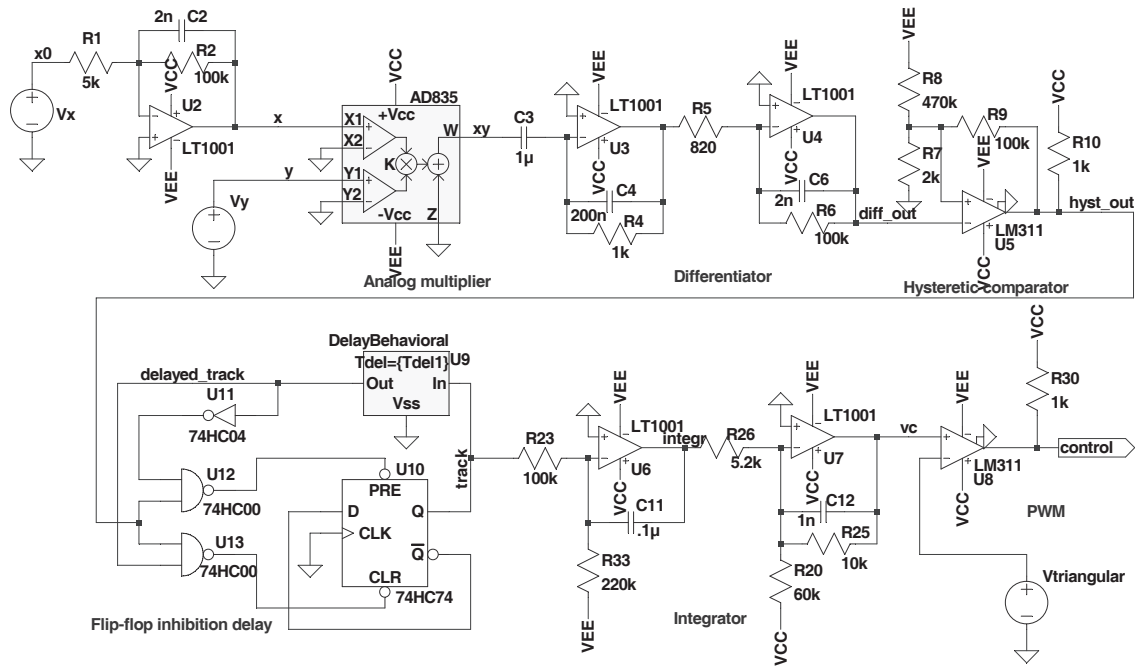 2n C2
R1
x0
5k
R2
100k
VCC
U2
LT1001
VEE
Vx
x
y
Vy
VCC
AD835
+Vcc
X1
X2
K
W
Y1
Y2
-Vcc
Z
VEE
Analog multiplier
xy
C3
1µ
VEE
LT1001
U3
VCC
C4
200n
R4
1k
R5
820
VEE
LT1001
U4
VCC
C6
2n
R6
100k
diff_out
Differentiator
VEE
R8
470k
R9
100k
R7
2k
VEE
VCC
R10
1k
hyst_out
LM311
U5
VCC
Hysteretic comparator
DelayBehavioral
Tdel={Tdel1}
U9
Out In
Vss
delayed_track
U11
74HC04
U12
74HC00
U13
74HC00
U10
PRE
D
Q
CLK
Q
CLR
74HC74
Flip-flop inhibition delay
track
R23
100k
VEE
LT1001
U6
VCC
integr
C11
.1µ
R33
220k
VEE
R26
5.2k
VEE
LT1001
U7
VCC
C12
1n
R25
10k
R20
60k
VCC
Integrator
vc
VEE
LM311
U8
VCC
VCC
R30
1k
control
PWM
Vtriangular